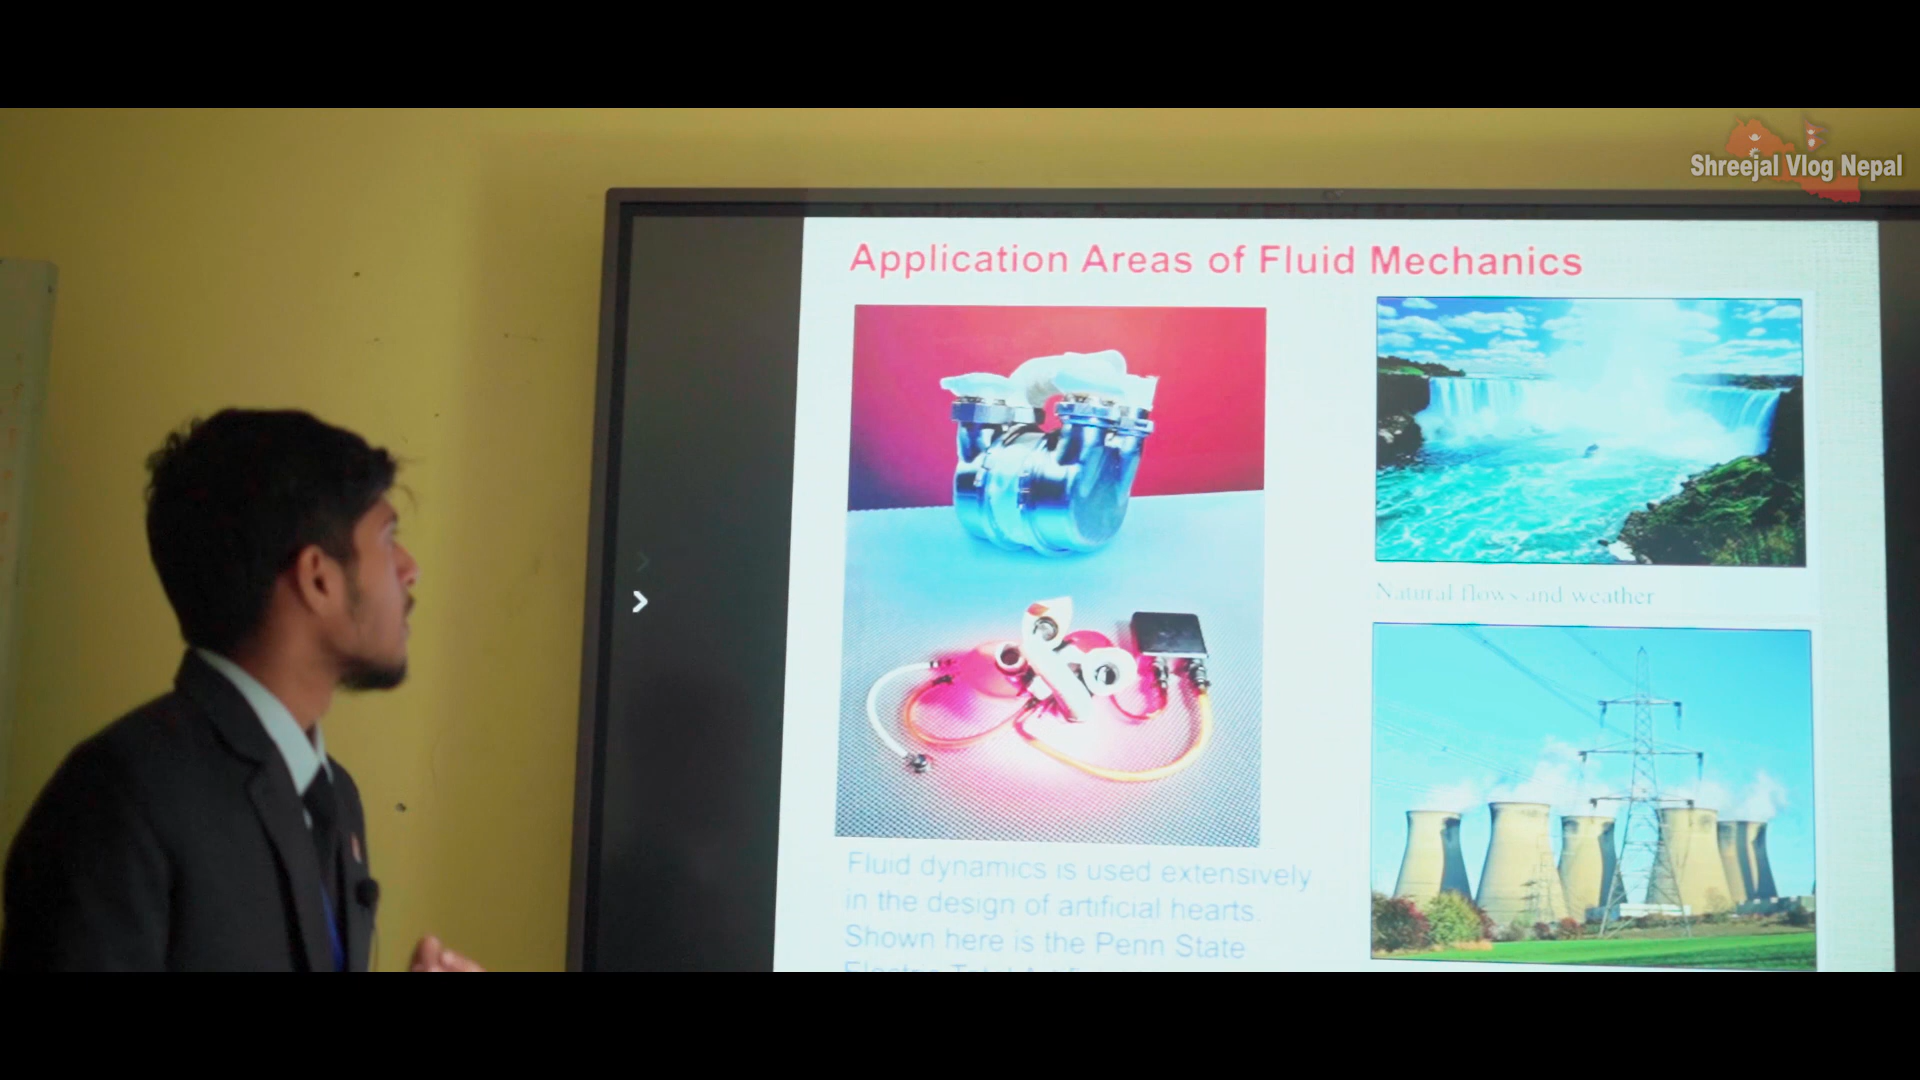 Shreejal Vlog Nepal
Application Areas of Fluid Mechanics
Natural flows and weather
Fluid dynamics is used extensively
in the design of artificial hearts.
Shown here is the Penn State